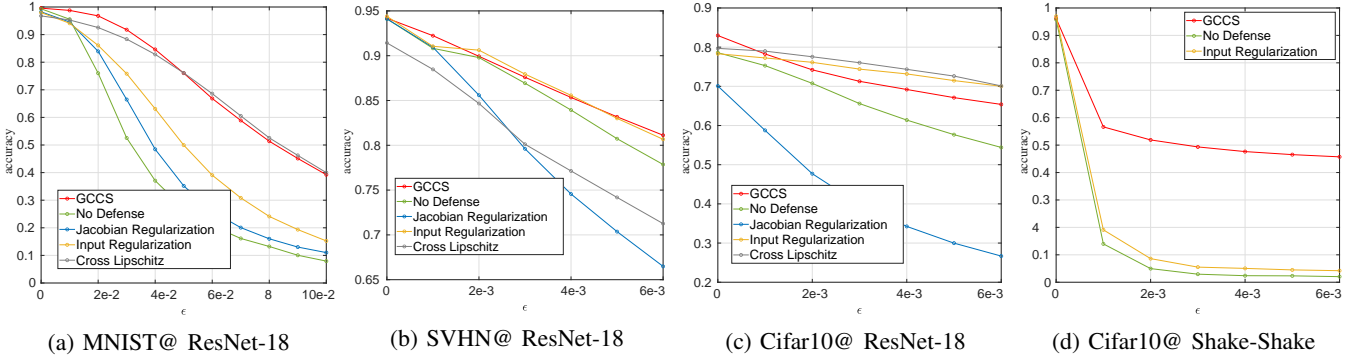 1
0.9
0.8
0.7
0.6
0.5
0.4
0.3
0.2
0.1
0
accuracy
GCCS
No Defense
Jacobian Regularization
Input Regularization
Cross Lipschitz
0 2e-2 4e-2 6e-2 8 10e-2
ϵ
(a) MNIST@ ResNet-18
0.95
0.9
0.85
0.8
0.75
0.7
0.65
accuracy
GCCS
No Defense
Jacobian Regularization
Input Regularization
Cross Lipschitz
0 2e-3 4e-3 6e-3
ϵ
(b) SVHN@ ResNet-18
0.9
0.8
0.7
0.6
0.5
0.4
0.3
0.2
accuracy
GCCS
No Defense
Jacobian Regularization
Input Regularization
Cross Lipschitz
0 2e-3 4e-3 6e-3
ϵ
(c) Cifar10@ ResNet-18
1
0.9
0.8
0.7
0.6
0.5
0.4
0.3
4
0.1
0
accuracy
GCCS
No Defense
Input Regularization
0 2e-3 4e-3 6e-3
ϵ
(d) Cifar10@ Shake-Shake